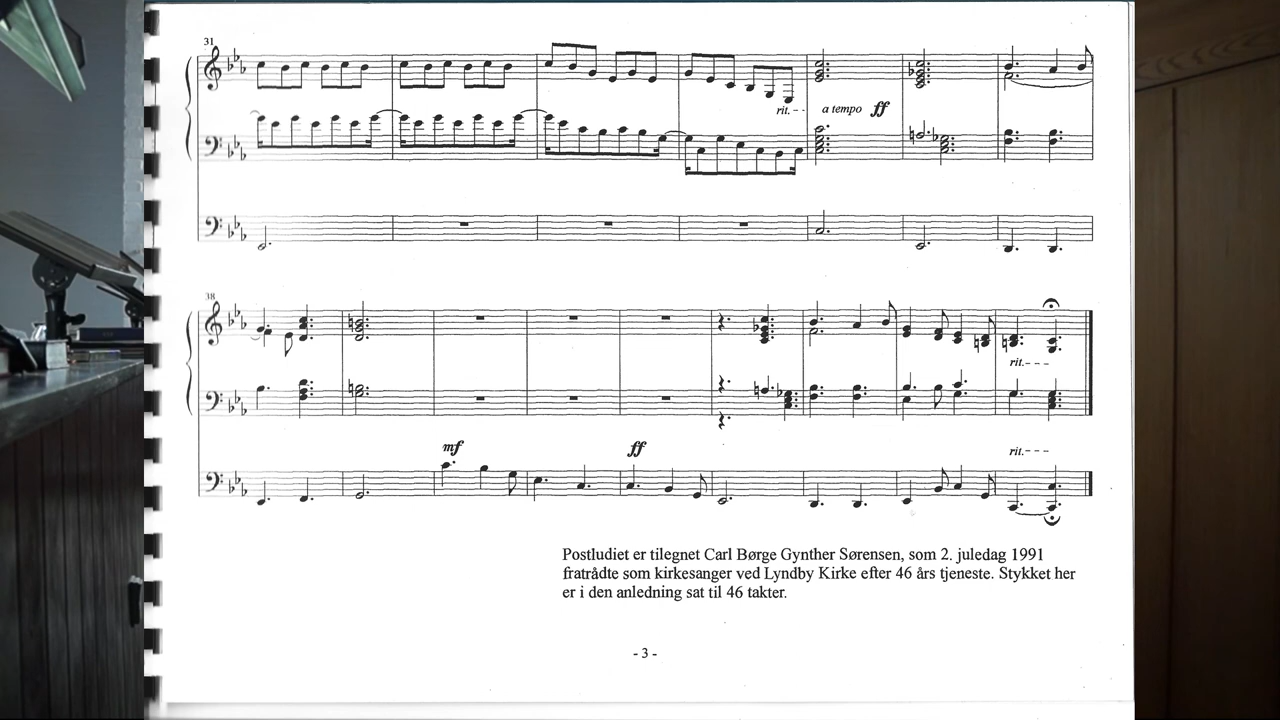 31
rit.
a tempo ff
38
rit.
mf ff rit.
Postludiet er tilegnet Carl Børge Gynther Sørensen, som 2. juledag 1991
fratrådte som kirkesanger ved Lyndby Kirke efter 46 års tjeneste. Stykket her
er i den anledning sat til 46 takter.
- 3 -